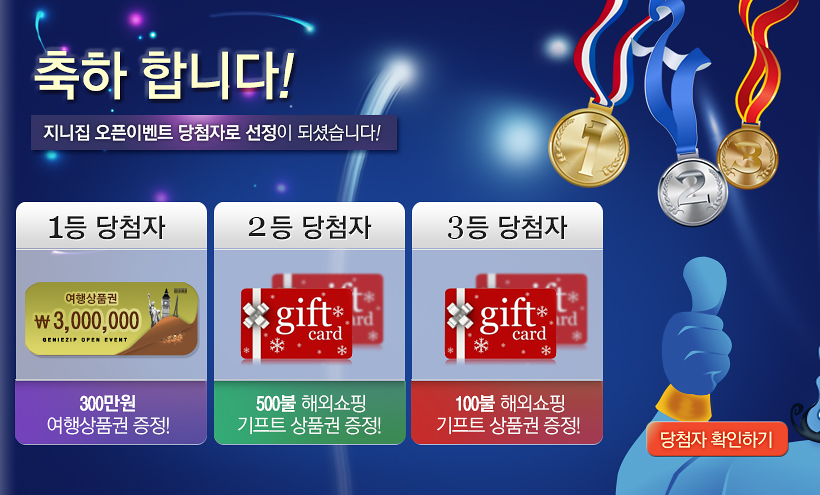 축하 합니다!
지니집 오픈이벤트 당첨자로 선정이 되셨습니다!
1
2
3
1등 당첨자
여행상품권
₩3,000,000
GENIEZIP OPEN EVENT
300만원
여행상품권 증정!
2등 당첨자
gift
card
500불 해외쇼핑
기프트 상품권 증정!
3등 당첨자
gift
card
100불 해외쇼핑
기프트 상품권 증정!
당첨자 확인하기